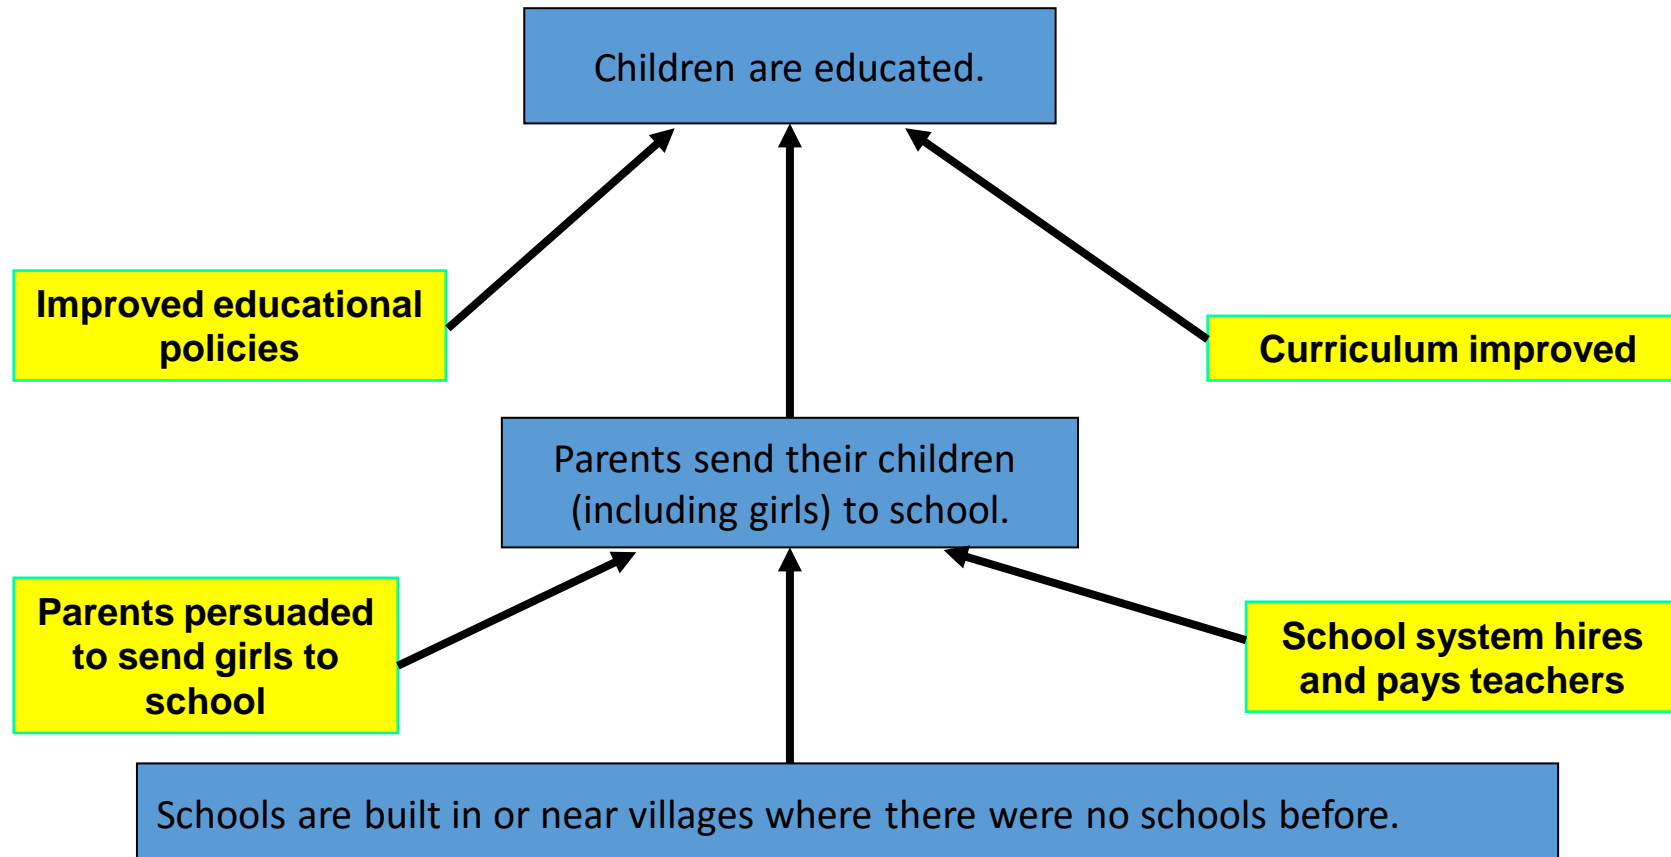 Children are educated.
Improved educational
policies
Curriculum improved
Parents send their children
(including girls) to school.
Parents persuaded
to send girls to
school
School system hires
and pays teachers
Schools are built in or near villages where there were no schools before.